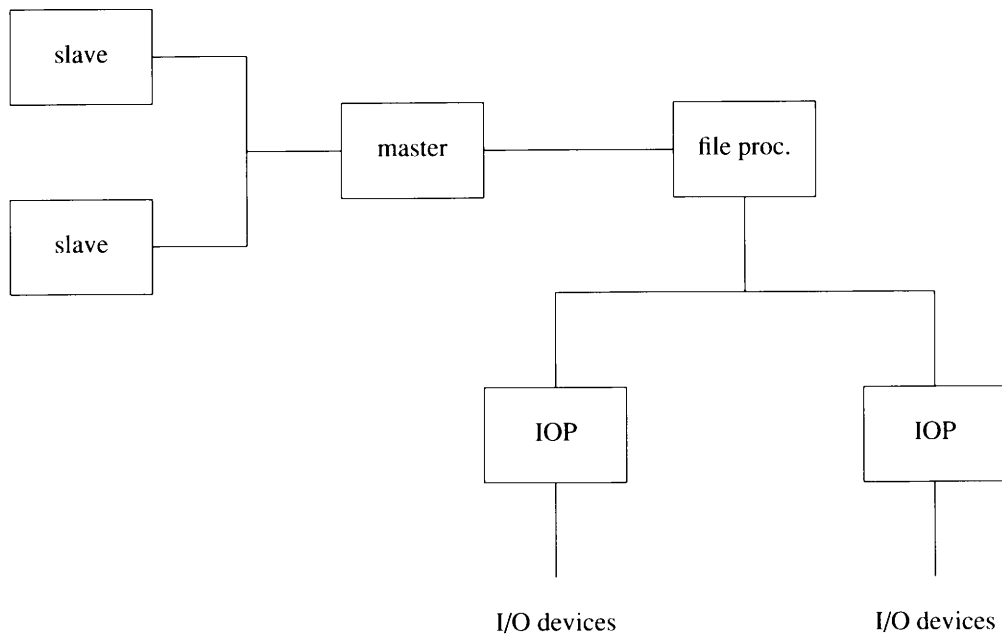 slave
master
file proc.
slave
IOP
IOP
I/O devices
I/O devices